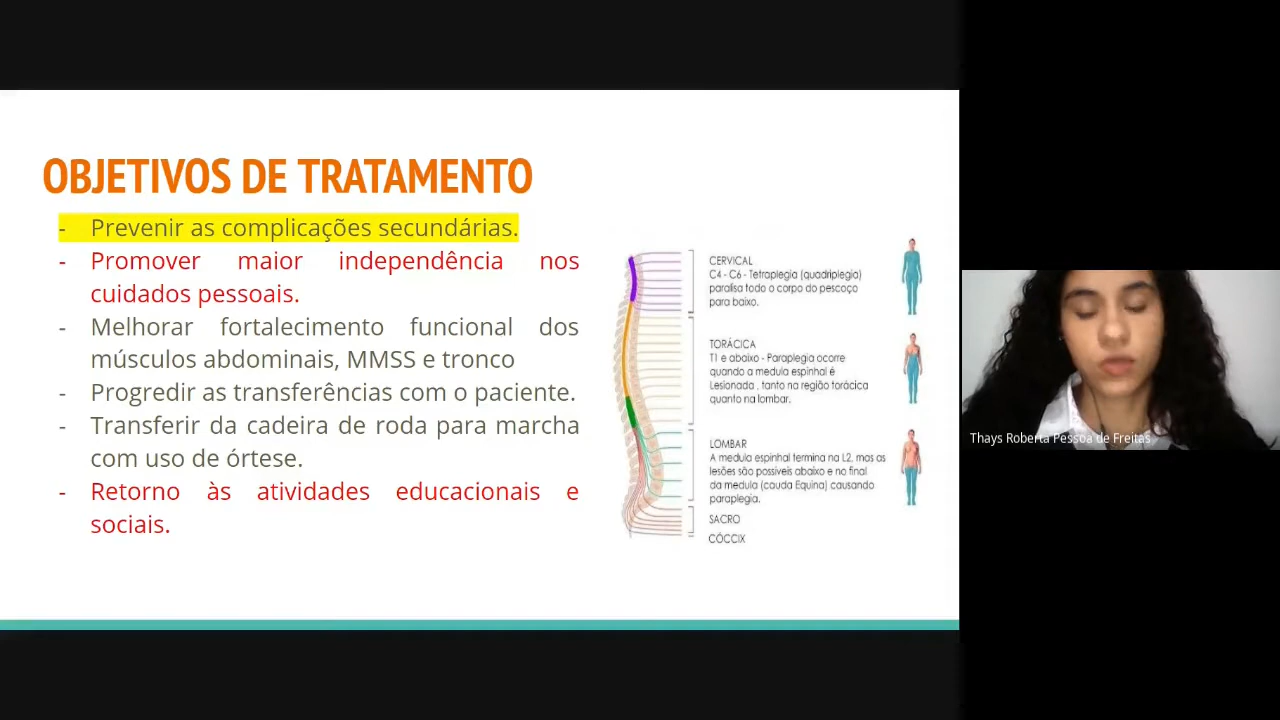 OBJETIVOS DE TRATAMENTO
- Prevenir as complicações secundárias.
- Promover maior independência nos
cuidados pessoais.
- Melhorar fortalecimento funcional dos
músculos abdominais, MMSS e tronco
- Progredir as transferências com o paciente.
- Transferir da cadeira de roda para marcha
com uso de órtese.
- Retorno às atividades educacionais e
sociais.
CERVICAL
C4 - C6 - Tetraplegia (quadriplegia)
paralisa todo o corpo do pescoço
para baixo.
TORÁCICA
T1 e abaixo - Paraplegia ocorre
quando a medula espinhal é
Lesionada , tanto na região torácica
quanto na lombar.
LOMBAR
A medula espinhal termina na L2, mas as
lesões são possiveis abaixo e no final
da medula (cauda Equina) causando
paraplegia.
SACRO
CÓCCIX
Thays Roberta Pessoa de Freitas